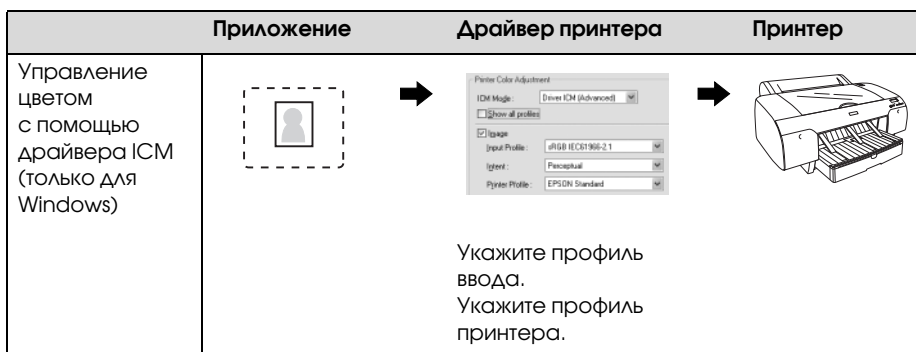 Приложение Драйвер принтера Принтер
Управление
цветом
с помощью
драйвера ICM
(только для
Windows)
Printer Color Adjustment
ICM Mode : Driver ICM (Advanced)
Show all profiles
Image
Input Profile : sRGB IEC61966-2.1
Intent : Perceptual
Printer Profile : EPSON Standard
Укажите профиль
ввода.
Укажите профиль
принтера.